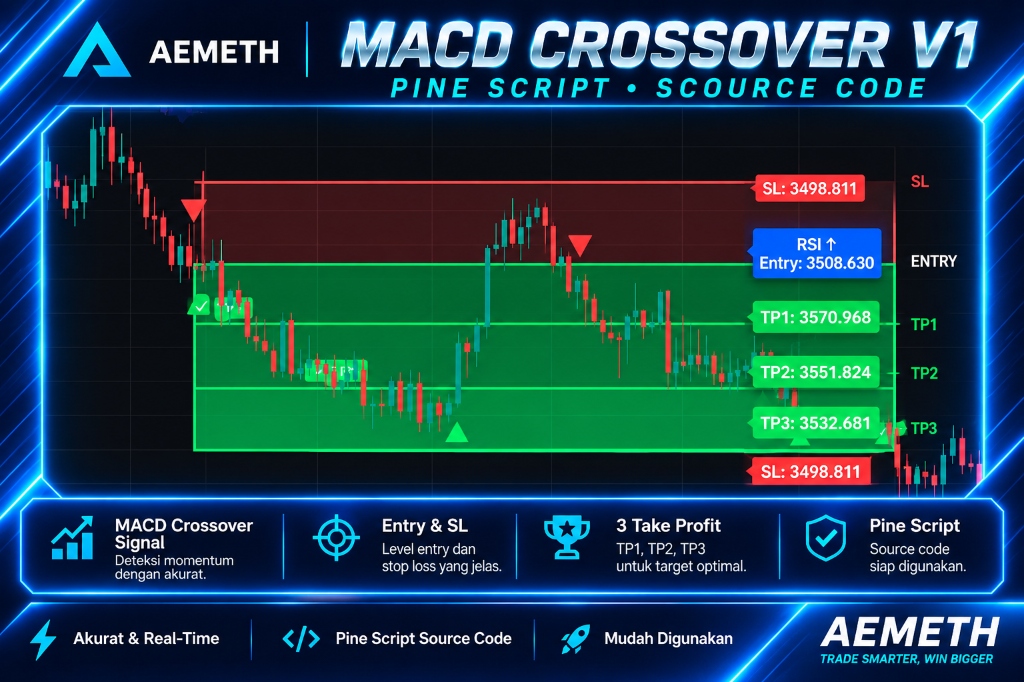 AEMETH
MACD CROSSOVER V1
PINE SCRIPT • SCOURCE CODE
SL: 3498.811
SL
RSI ↑
Entry: 3508.630
ENTRY
TP1: 3570.968
TP1
TP2: 3551.824
TP2
TP3: 3532.681
TP3
SL: 3498.811
MACD Crossover
Signal
Deteksi momentum
dengan akurat.
Entry & SL
Level entry dan
stop loss yang jelas.
3 Take Profit
TP1, TP2, TP3
untuk target optimal.
Pine Script
Source code
siap digunakan.
Akurat & Real-Time
Pine Script Source Code
Mudah Digunakan
AEMETH
TRADE SMARTER, WIN BIGGER